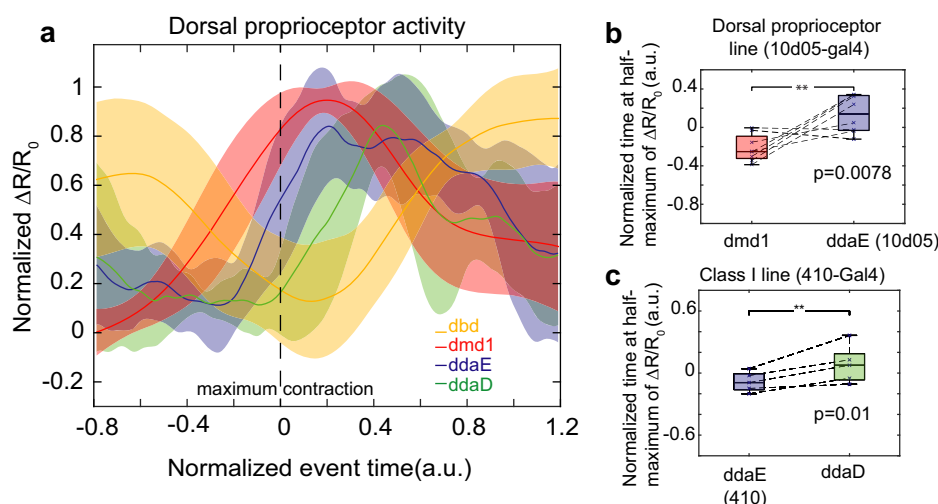 a
Dorsal proprioceptor activity
Normalized ΔR/R0
1
0.8
0.6
0.4
0.2
0
-0.2
dbd
dmd1
ddaE
ddaD
maximum contraction
-0.8
-0.4
0
0.4
0.8
1.2
Normalized event time(a.u.)
b
Dorsal proprioceptor
line (10d05-gal4)
Normalized time at half-
maximum of ΔR/R0 (a.u.)
0.4
0
-0.4
-0.8
**
p=0.0078
dmd1
ddaE (10d05)
c
Class I line (410-Gal4)
Normalized time at half-
maximum of ΔR/R0 (a.u.)
0.6
0
-0.6
**
p=0.01
ddaE
(410)
ddaD